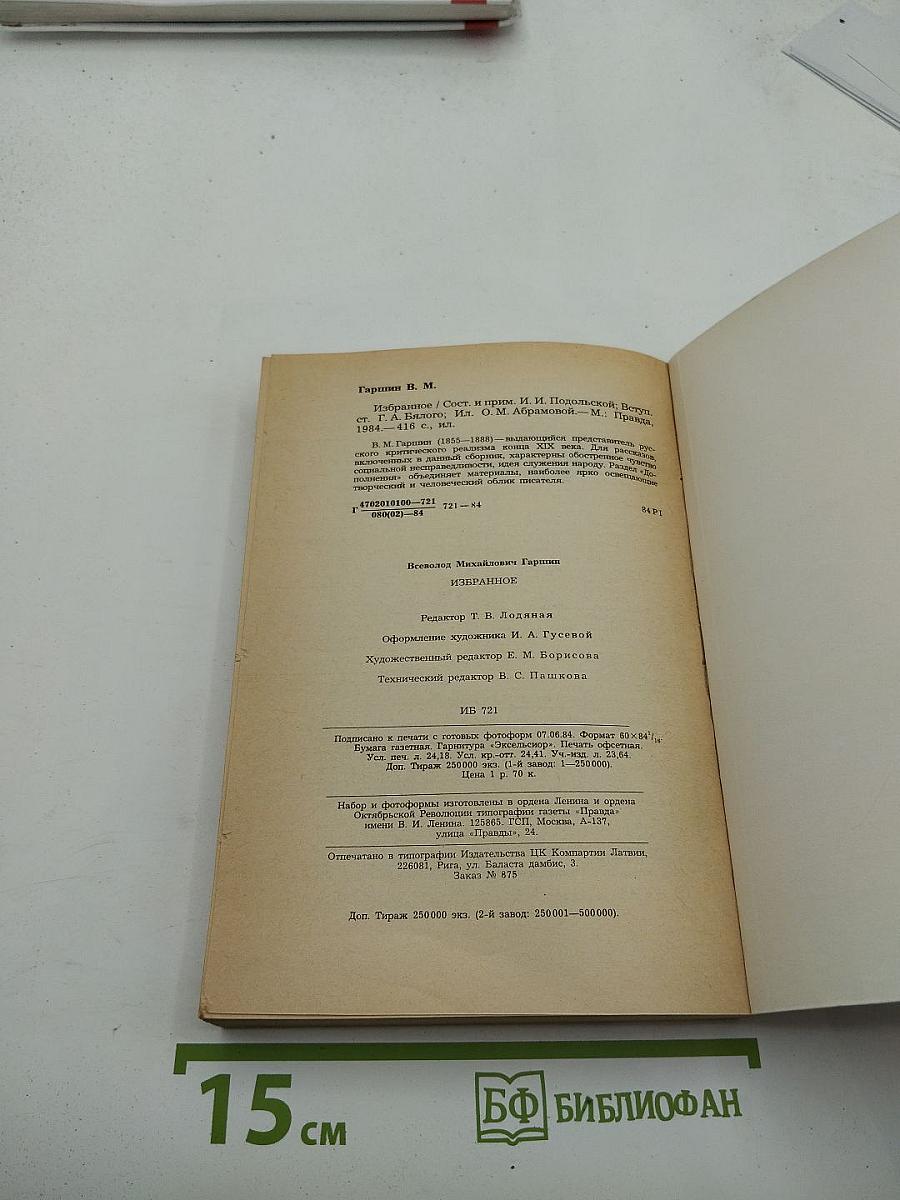 Гаршин В. М.
Избранное / Сост. и прим. И. И. Подольской; Вступ.
ст. Г. А. Бялого; Ил. О. М. Абрамовой.— М.: Правда,
1984.— 416 с., ил.
В. М. Гаршин (1855—1888) — выдающийся представитель рус-
ского критического реализма конца XIX века. Для рассказов,
включенных в данный сборник, характерны обостренное чувство
социальной несправедливости, идея служения народу. Раздел «До-
полнения» объединяет материалы, наиболее ярко освещающие
творческий и человеческий облик писателя.
Г 4702010100—721
080(02)—84
721—84
84Р1
Всеволод Михайлович Гаршин
ИЗБРАННОЕ
Редактор Т. В. Лодяная
Оформление художника И. А. Гусевой
Художественный редактор Е. М. Борисова
Технический редактор В. С. Пашкова
ИБ 721
Подписано к печати с готовых фотоформ 07.06.84. Формат 60×84¹/₁₆.
Бумага газетная. Гарнитура «Эксельсиор». Печать офсетная.
Усл. печ. л. 24,18. Усл. кр.-отт. 24,41. Уч.-изд. л. 23,64.
Доп. Тираж 250000 экз. (1-й завод: 1—250000).
Цена 1 р. 70 к.
Набор и фотоформы изготовлены в ордена Ленина и ордена
Октябрьской Революции типографии газеты «Правда»
имени В. И. Ленина. 125865. ГСП, Москва, А-137,
улица «Правды», 24.
Отпечатано в типографии Издательства ЦК Компартии Латвии,
226081, Рига, ул. Баласта дамбис, 3.
Заказ № 875
Доп. Тираж 250000 экз. (2-й завод: 250001—500000).
15 см
БФ БИБЛИОФАН